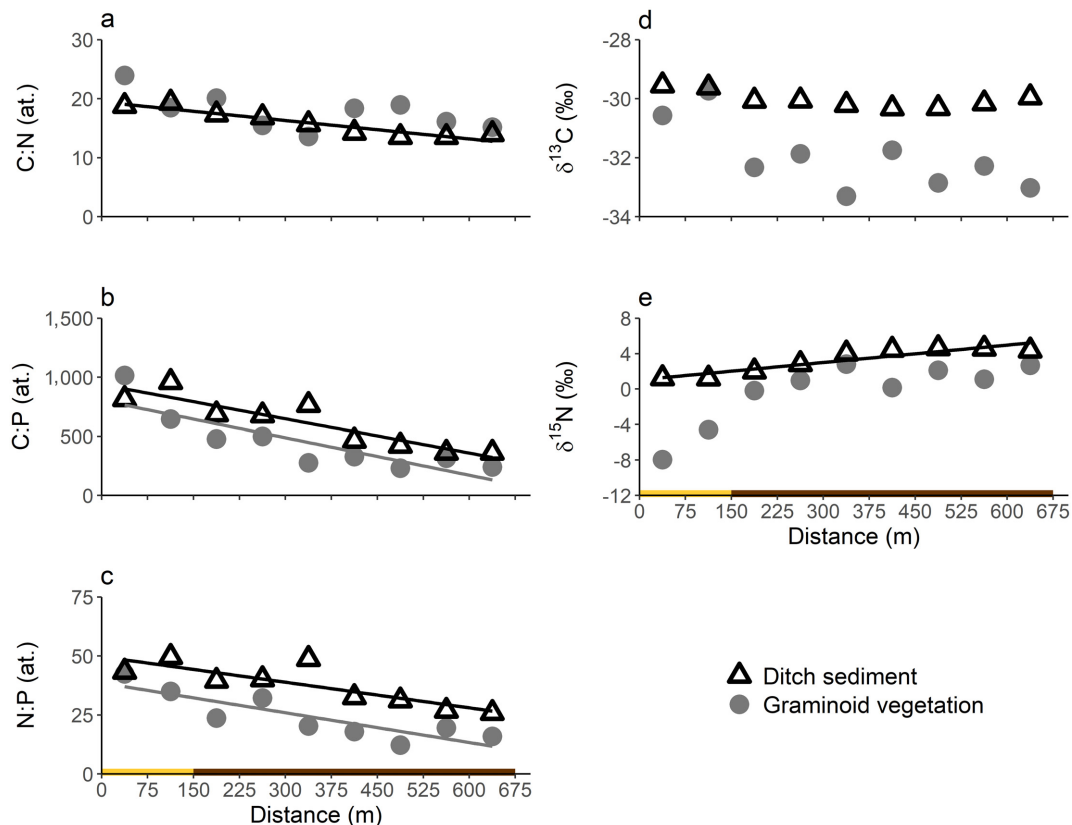 a
30
20
10
0
C:N (at.)
b
1,500
1,000
500
0
C:P (at.)
c
75
50
25
0
N:P (at.)
0 75 150 225 300 375 450 525 600 675
Distance (m)
d
-28
-30
-32
-34
δ¹³C (‰)
e
8
4
0
-4
-8
-12
δ¹⁵N (‰)
0 75 150 225 300 375 450 525 600 675
Distance (m)
Ditch sediment
Graminoid vegetation